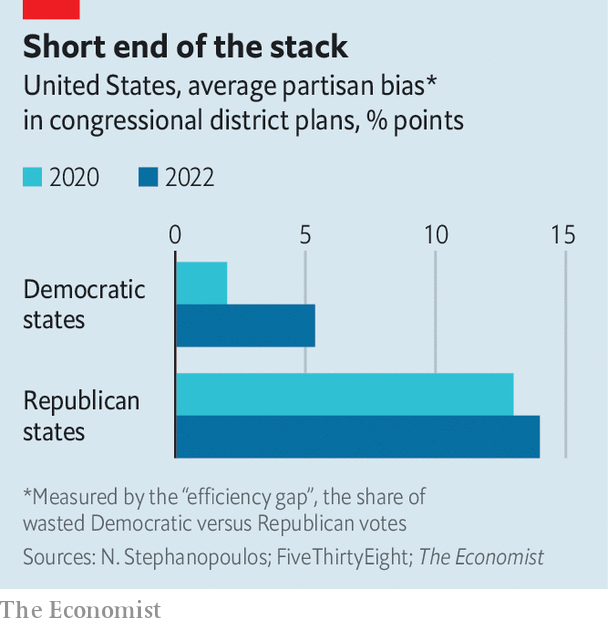 Short end of the stack
United States, average partisan bias*
in congressional district plans, % points
2020 2022
0 5 10 15
Democratic
states
Republican
states
*Measured by the “efficiency gap”, the share of
wasted Democratic versus Republican votes
Sources: N. Stephanopoulos; FiveThirtyEight; The Economist
The Economist